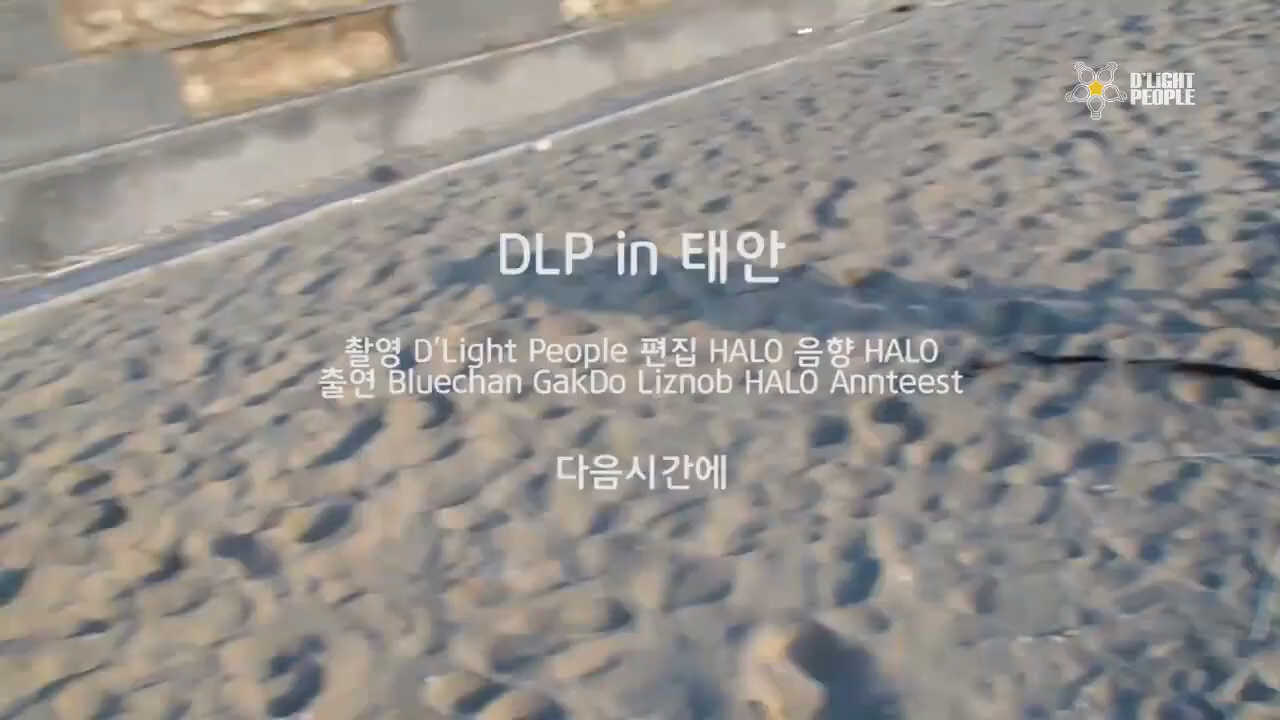 D'LiGHT
PEOPLE
DLP in 태안
촬영 D'Light People 편집 HALO 음향 HALO
출연 Bluechan GakDo Liznob HALO Annteest
다음시간에